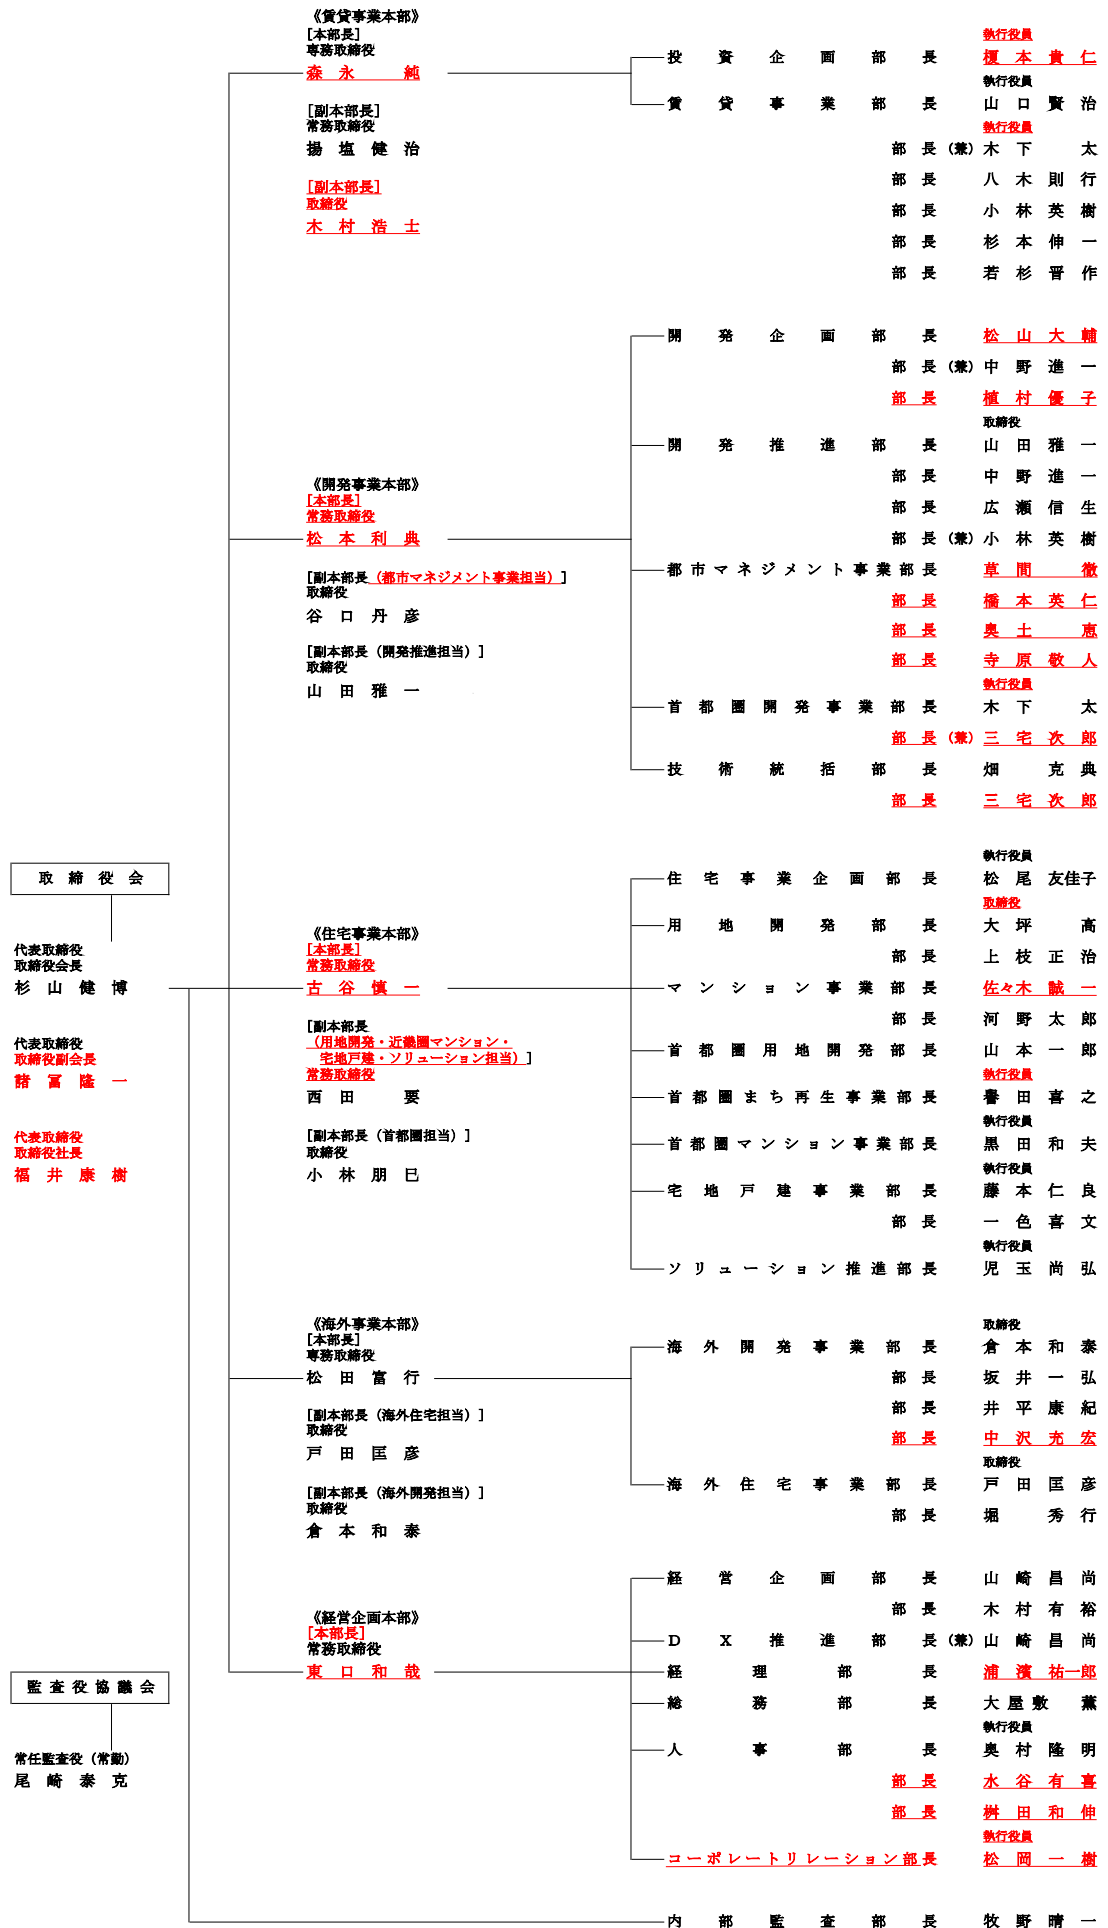 《賃貸事業本部》
[本部長]
専務取締役
森永 純
[副本部長]
常務取締役
揚塩健治
[副本部長]
取締役
木村浩士
執行役員
投資企画部長 榎本貴仁
執行役員
賃貸事業部長 山口賢治
執行役員
部長（兼） 木下 太
部長 八木則行
部長 小林英樹
部長 杉本伸一
部長 若杉晋作
《開発事業本部》
[本部長]
常務取締役
松本利典
[副本部長（都市マネジメント事業担当）]
取締役
谷口丹彦
[副本部長（開発推進担当）]
取締役
山田雅一
開発企画部長 松山大輔
部長（兼） 中野進一
部長 植村優子
取締役
開発推進部長 山田雅一
部長 中野進一
部長 広瀬信生
部長（兼） 小林英樹
都市マネジメント事業部長 草間 徹
部長 橋本英仁
部長 奥土 恵
部長 寺原敬人
執行役員
首都圏開発事業部長 木下 太
部長（兼） 三宅次郎
技術統括部長 畑 克典
部長 三宅次郎
取締役会
代表取締役
取締役会長
杉山健博
代表取締役
取締役副会長
諸冨隆一
代表取締役
取締役社長
福井康樹
《住宅事業本部》
[本部長]
常務取締役
古谷慎一
[副本部長
（用地開発・近畿圏マンション・
宅地戸建・ソリューション担当）]
常務取締役
西田 要
[副本部長（首都圏担当）]
取締役
小林朋巳
執行役員
住宅事業企画部長 松尾友佳子
取締役
用地開発部長 大坪 高
部長 上枝正治
マンション事業部長 佐々木誠一
部長 河野太郎
首都圏用地開発部長 山本一郎
執行役員
首都圏まち再生事業部長 譽田喜之
執行役員
首都圏マンション事業部長 黒田和夫
執行役員
宅地戸建事業部長 藤本仁良
部長 一色喜文
執行役員
ソリューション推進部長 児玉尚弘
《海外事業本部》
[本部長]
専務取締役
松田富行
[副本部長（海外住宅担当）]
取締役
戸田匡彦
[副本部長（海外開発担当）]
取締役
倉本和泰
取締役
海外開発事業部長 倉本和泰
部長 坂井一弘
部長 井平康紀
部長 中沢充宏
取締役
海外住宅事業部長 戸田匡彦
部長 堀 秀行
《経営企画本部》
[本部長]
常務取締役
東口和哉
経営企画部長 山崎昌尚
部長 木村有裕
DX推進部長（兼） 山崎昌尚
経理部長 浦濱祐一郎
総務部長 大屋敷 薫
執行役員
人事部長 奥村隆明
部長 水谷有喜
部長 桝田和伸
執行役員
コーポレートリレーション部長 松岡一樹
監査役協議会
常任監査役（常勤）
尾崎泰克
内部監査部長 牧野晴一